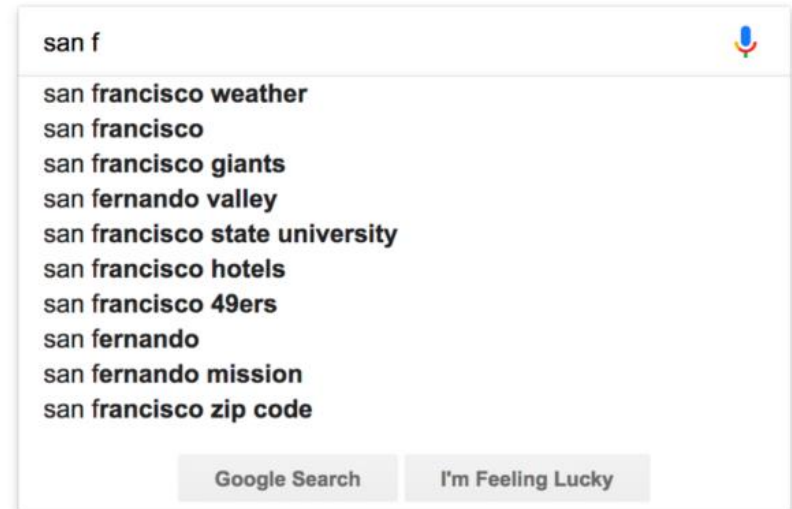 san f
san francisco weather
san francisco
san francisco giants
san fernando valley
san francisco state university
san francisco hotels
san francisco 49ers
san fernando
san fernando mission
san francisco zip code
Google Search I'm Feeling Lucky